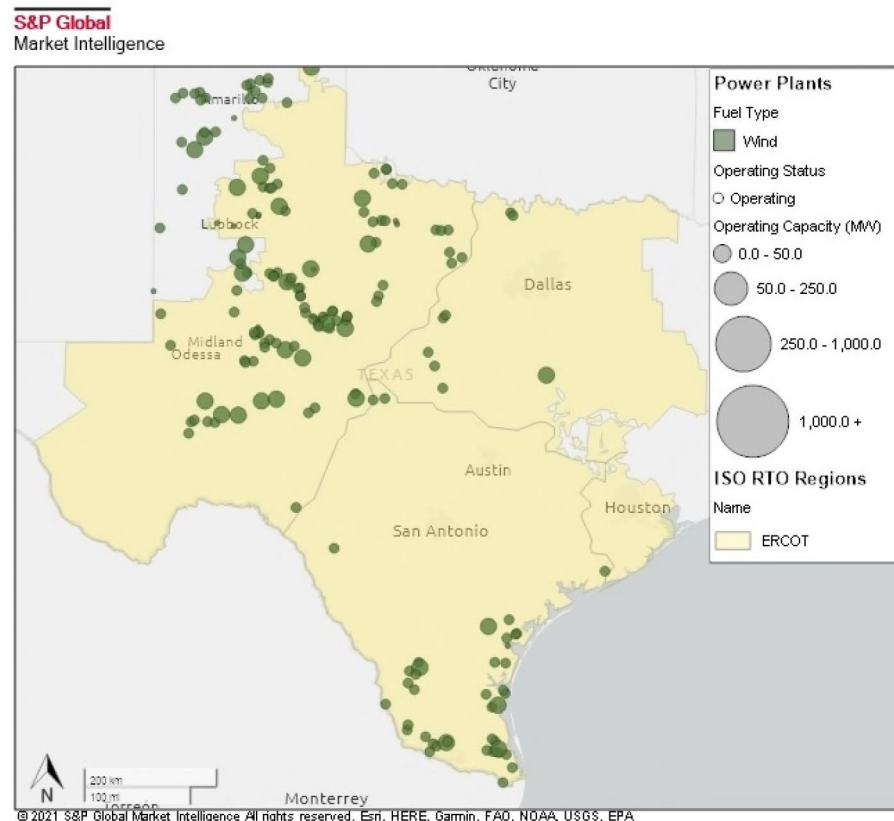 S&P Global
Market Intelligence
Oklahoma
City
Amarillo
Lubbock
Dallas
Midland
Odessa
TEXAS
Austin
Houston
San Antonio
Monterrey
Torreón
N
200 km
100 mi
Power Plants
Fuel Type
Wind
Operating Status
Operating
Operating Capacity (MW)
0.0 - 50.0
50.0 - 250.0
250.0 - 1,000.0
1,000.0 +
ISO RTO Regions
Name
ERCOT
© 2021 S&P Global Market Intelligence All rights reserved. Esri, HERE, Garmin, FAO, NOAA, USGS, EPA